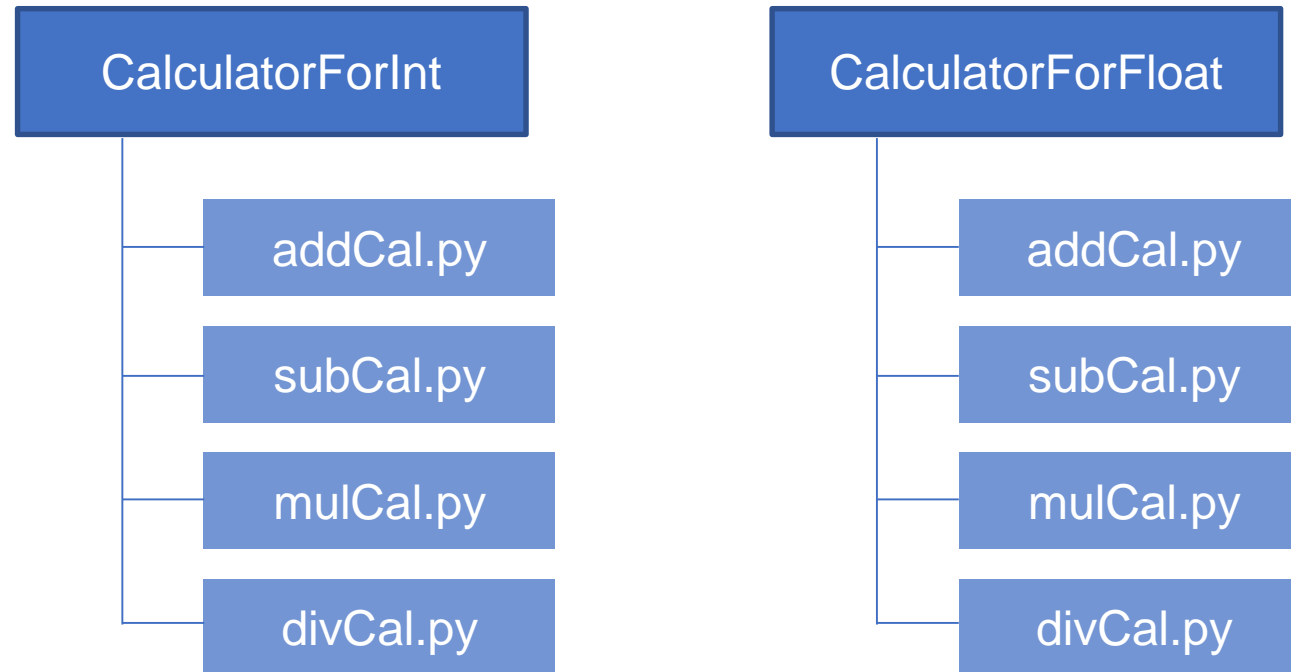 CalculatorForInt
addCal.py
subCal.py
mulCal.py
divCal.py
CalculatorForFloat
addCal.py
subCal.py
mulCal.py
divCal.py